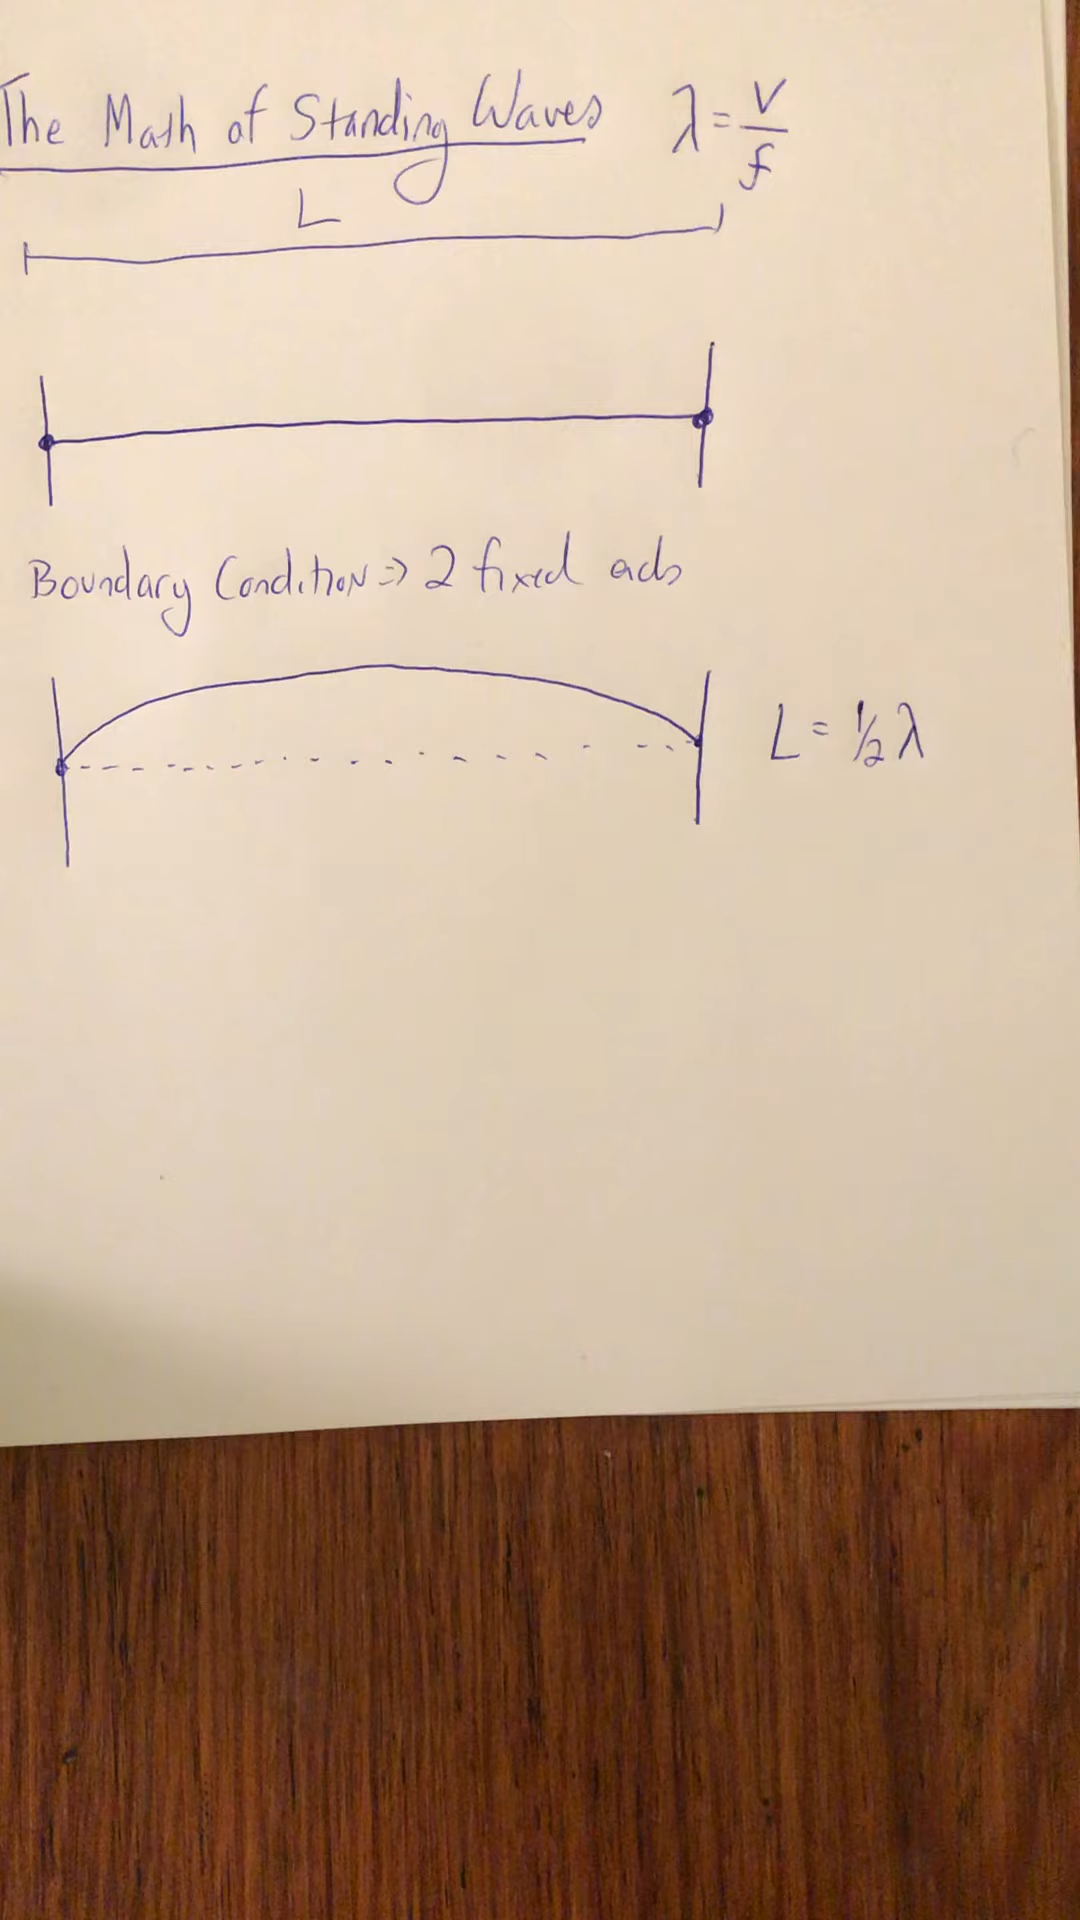 The Math of Standing Waves λ = v/f
L
Boundary Condition => 2 fixed ends
L = 1/2 λ